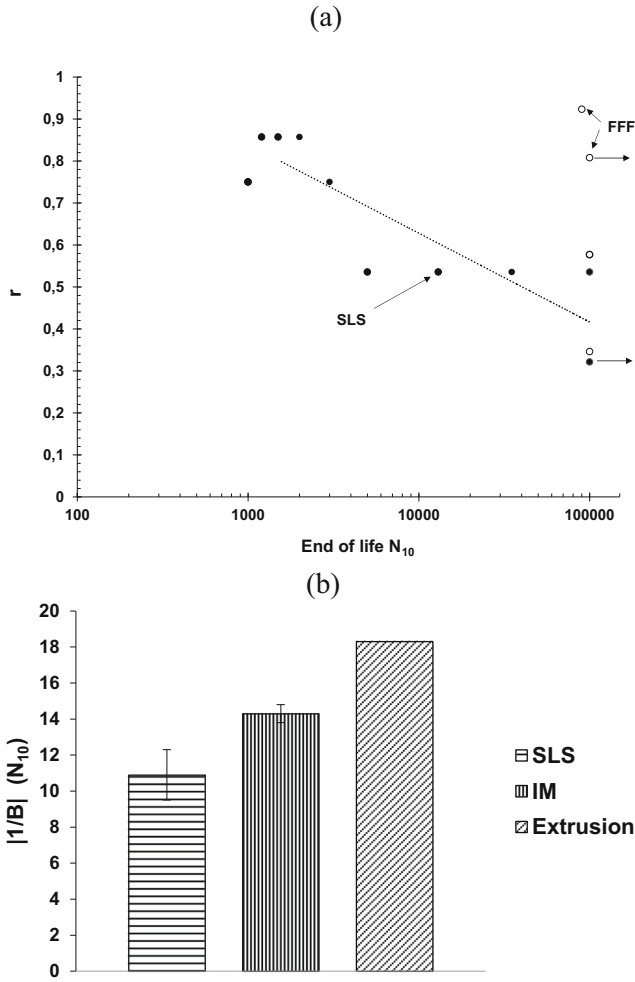 (a)
1
0,9
0,8
0,7
0,6
0,5
0,4
0,3
0,2
0,1
0
r
FFF
SLS
100 1000 10000 100000
End of life N₁₀
(b)
20
18
16
14
12
10
8
6
4
2
0
|1/B| (N₁₀)
SLS
IM
Extrusion